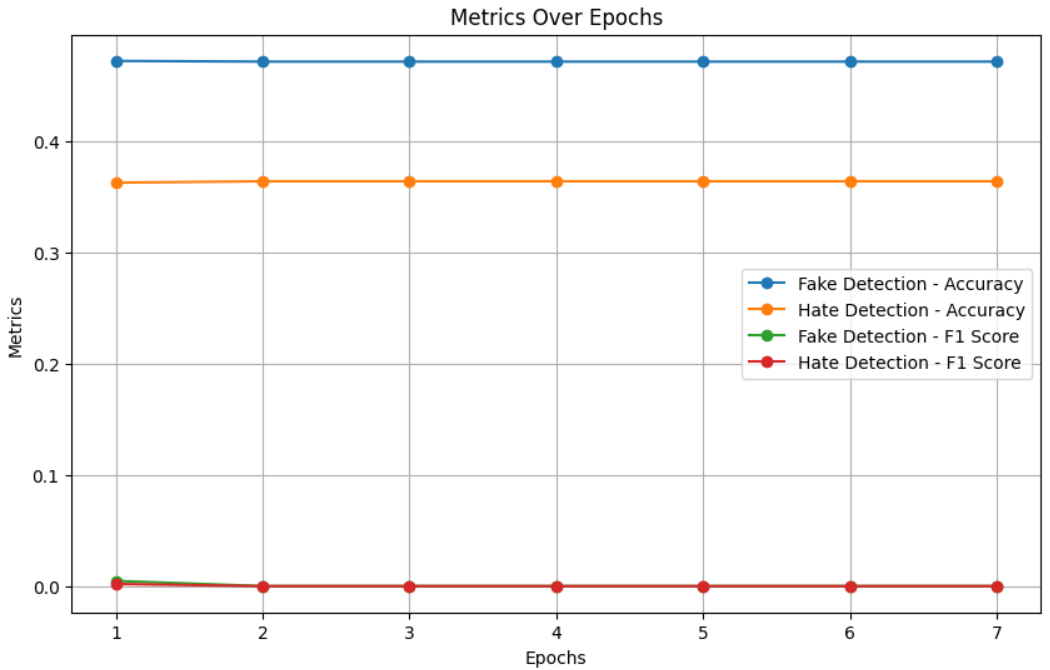 Metrics Over Epochs
Metrics
0.4
0.3
0.2
0.1
0.0
Fake Detection - Accuracy
Hate Detection - Accuracy
Fake Detection - F1 Score
Hate Detection - F1 Score
1 2 3 4 5 6 7
Epochs